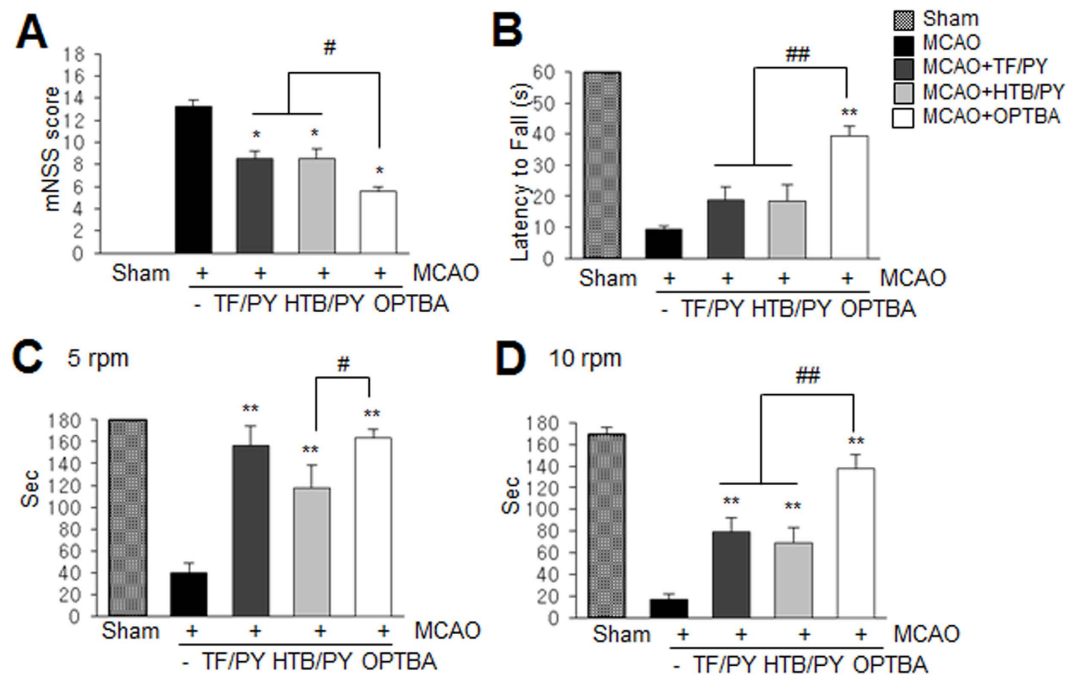 A
mNSS score
18
16
14
12
10
8
6
4
2
0
#
* * *
Sham + + + + MCAO
- TF/PY HTB/PY OPTBA
B
Latency to Fall (s)
60
50
40
30
20
10
0
##
**
Sham + + + + MCAO
- TF/PY HTB/PY OPTBA
Sham
MCAO
MCAO+TF/PY
MCAO+HTB/PY
MCAO+OPTBA
C 5 rpm
Sec
180
160
140
120
100
80
60
40
20
0
#
** ** **
Sham + + + + MCAO
- TF/PY HTB/PY OPTBA
D 10 rpm
Sec
180
160
140
120
100
80
60
40
20
0
##
** ** **
Sham + + + + MCAO
- TF/PY HTB/PY OPTBA